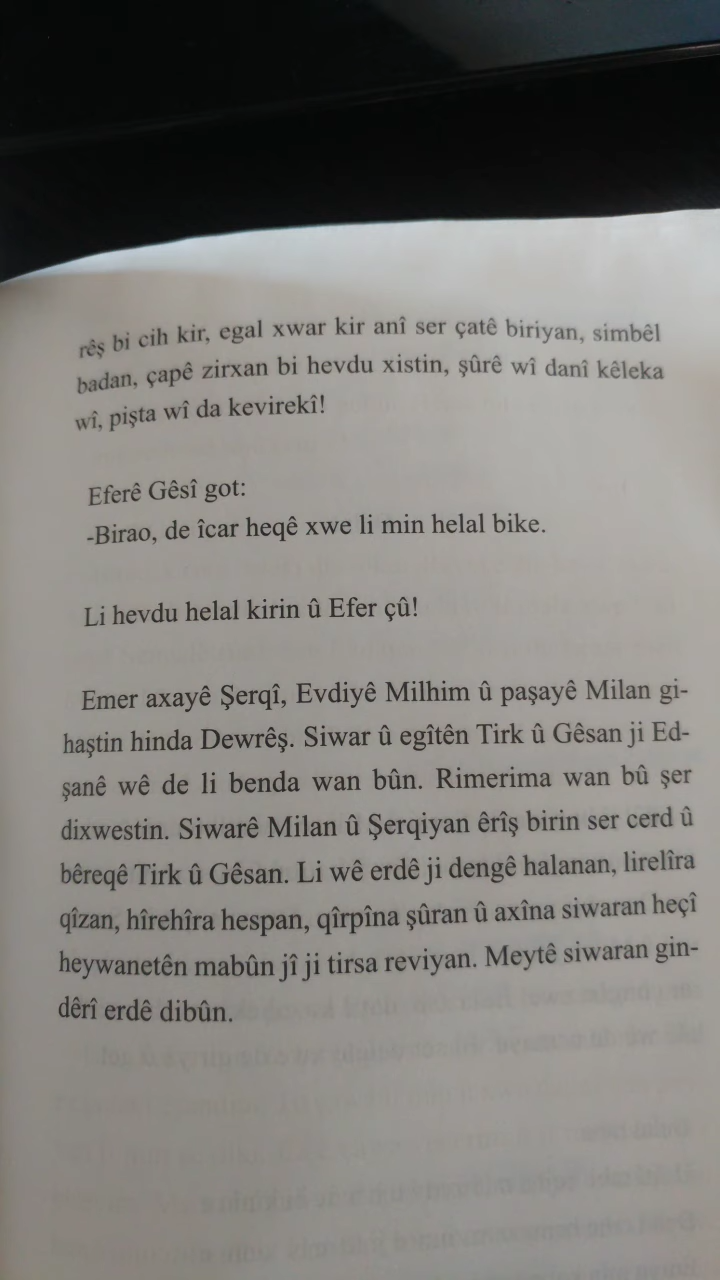 rêş bi cih kir, egal xwar kir anî ser çatê biriyan, simbêl
badan, çapê zirxan bi hevdu xistin, şûrê wî danî kêleka
wî, pişta wî da kevirekî!
Eferê Gêsî got:
-Birao, de îcar heqê xwe li min helal bike.
Li hevdu helal kirin û Efer çû!
Emer axayê Şerqî, Evdiyê Milhim û paşayê Milan gi-
haştin hinda Dewrêş. Siwar û egîtên Tirk û Gêsan ji Ed-
şanê wê de li benda wan bûn. Rimerima wan bû şer
dixwestin. Siwarê Milan û Şerqiyan êrîş birin ser cerd û
bêreqê Tirk û Gêsan. Li wê erdê ji dengê halanan, lirelîra
qîzan, hîrehîra hespan, qîrpîna şûran û axîna siwaran heçî
heywanetên mabûn jî ji tirsa reviyan. Meytê siwaran gin-
dêrî erdê dibûn.